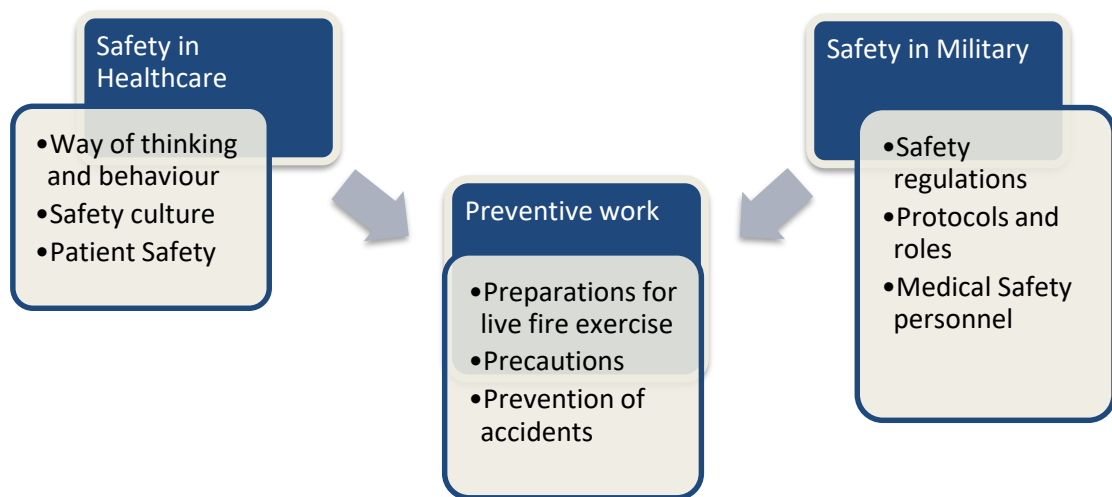 Safety in
Healthcare
•Way of thinking
and behaviour
•Safety culture
•Patient Safety
Preventive work
•Preparations for
live fire exercise
•Precautions
•Prevention of
accidents
Safety in Military
•Safety
regulations
•Protocols and
roles
•Medical Safety
personnel